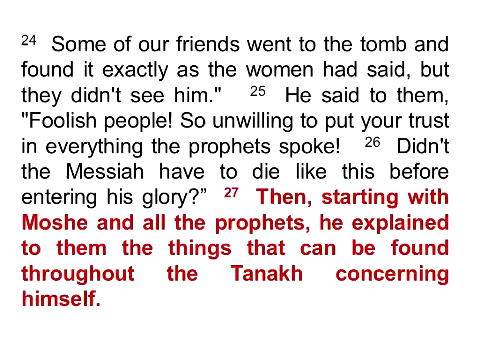 24 Some of our friends went to the tomb and
found it exactly as the women had said, but
they didn't see him." 25 He said to them,
"Foolish people! So unwilling to put your trust
in everything the prophets spoke! 26 Didn't
the Messiah have to die like this before
entering his glory?” 27 Then, starting with
Moshe and all the prophets, he explained
to them the things that can be found
throughout the Tanakh concerning
himself.